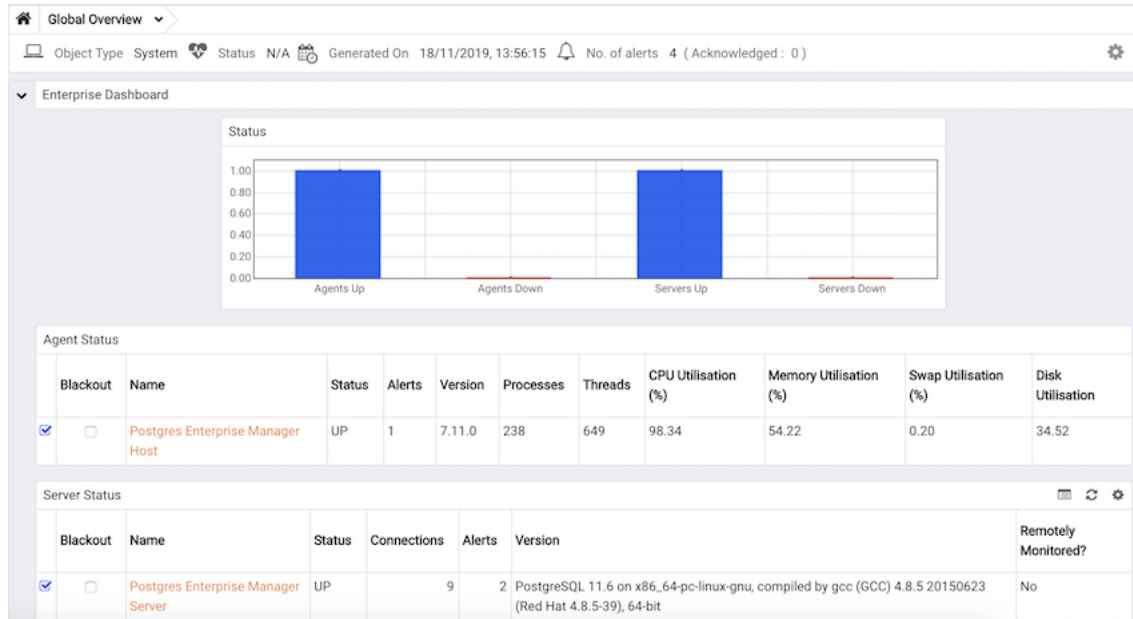 Global Overview
Object Type System Status N/A Generated On 18/11/2019, 13:56:15 No. of alerts 4 ( Acknowledged : 0 )
Enterprise Dashboard
Status
1.00
0.80
0.60
0.40
0.20
0.00
Agents Up Agents Down Servers Up Servers Down
Agent Status
Blackout Name Status Alerts Version Processes Threads CPU Utilisation (%) Memory Utilisation (%) Swap Utilisation (%) Disk Utilisation
Postgres Enterprise Manager Host UP 1 7.11.0 238 649 98.34 54.22 0.20 34.52
Server Status
Blackout Name Status Connections Alerts Version Remotely Monitored?
Postgres Enterprise Manager Server UP 9 2 PostgreSQL 11.6 on x86_64-pc-linux-gnu, compiled by gcc (GCC) 4.8.5 20150623 (Red Hat 4.8.5-39), 64-bit No